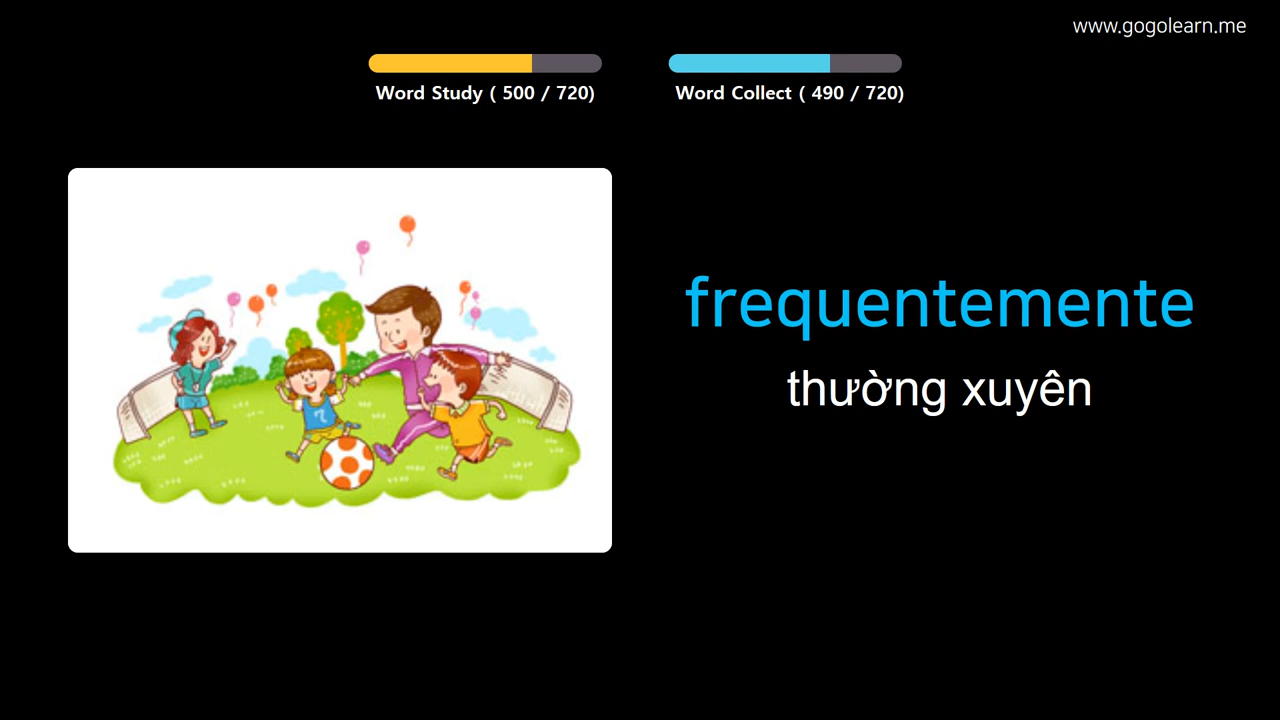 www.gogolearn.me
Word Study ( 500 / 720)
Word Collect ( 490 / 720)
frequentemente
thường xuyên